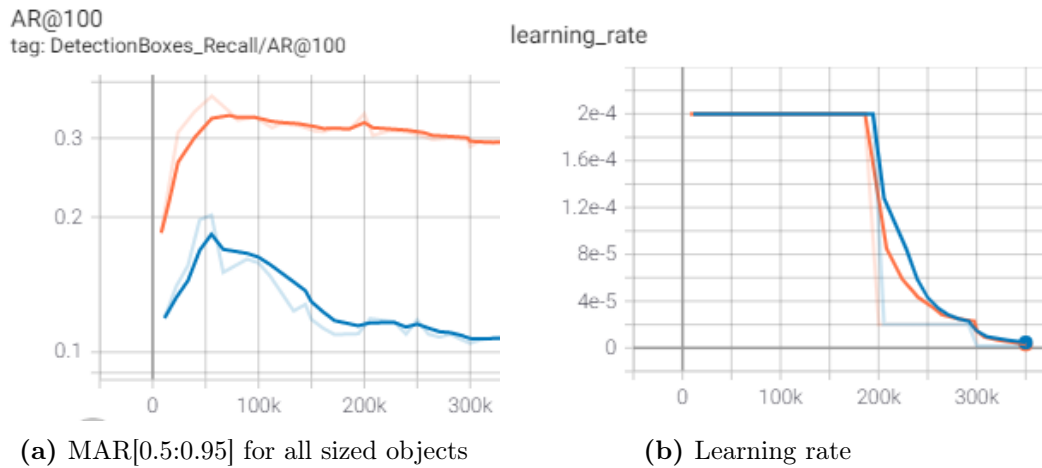 AR@100
tag: DetectionBoxes_Recall/AR@100
0.3
0.2
0.1
0 100k 200k 300k
(a) MAR[0.5:0.95] for all sized objects
learning_rate
2e-4
1.6e-4
1.2e-4
8e-5
4e-5
0
0 100k 200k 300k
(b) Learning rate